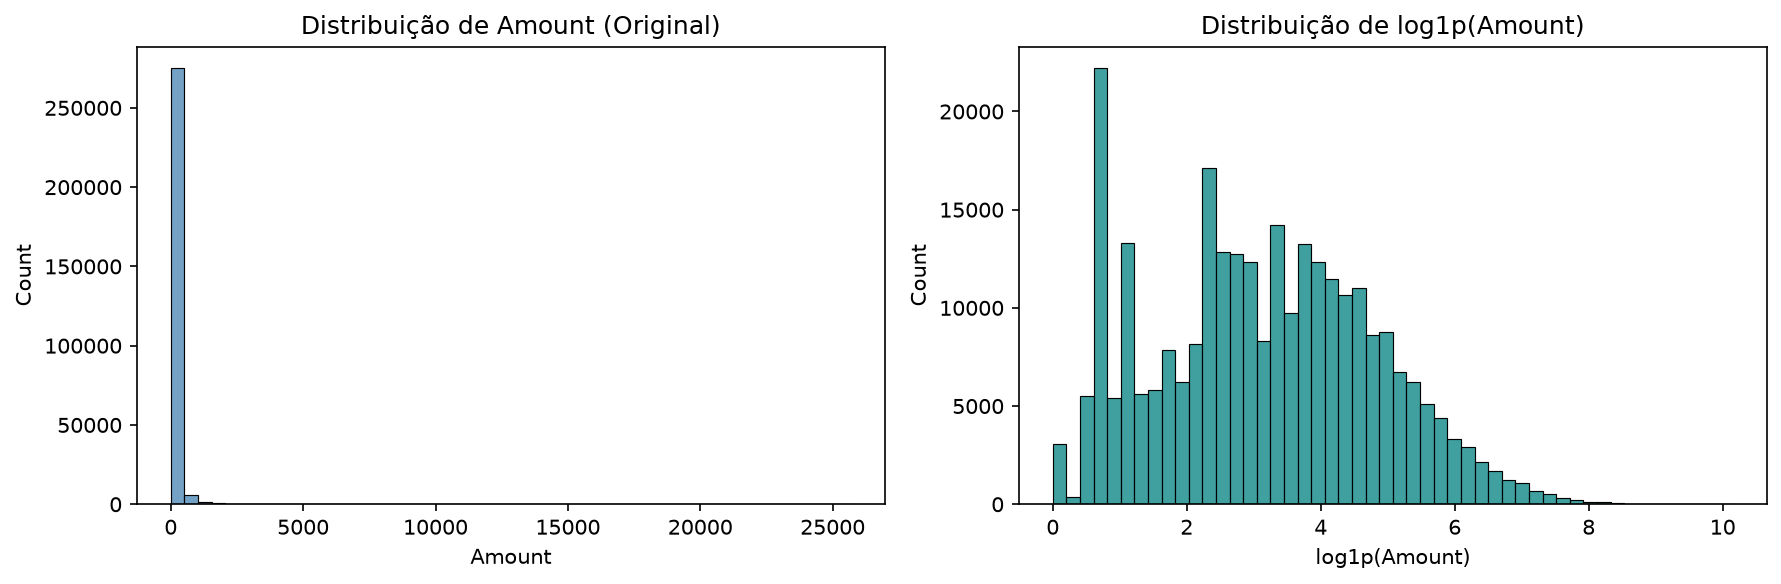 Distribuição de Amount (Original)
250000
200000
150000
100000
50000
0
Count
0 5000 10000 15000 20000 25000
Amount
Distribuição de log1p(Amount)
20000
15000
10000
5000
0
Count
0 2 4 6 8 10
log1p(Amount)